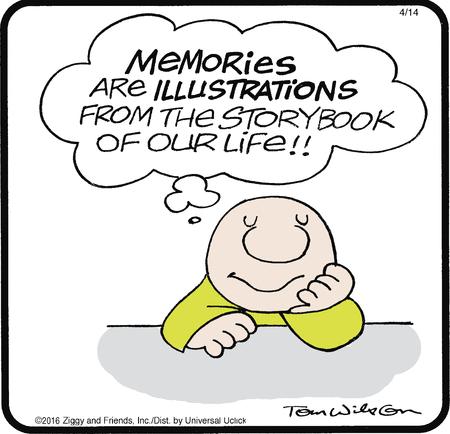 4/14
MeMORieS
ARe ILLUSTRATiONS
FROM THe STORYBOOK
OF OUR LiFe!!
Tom Wilson
©2016 Ziggy and Friends, Inc./Dist. by Universal Uclick